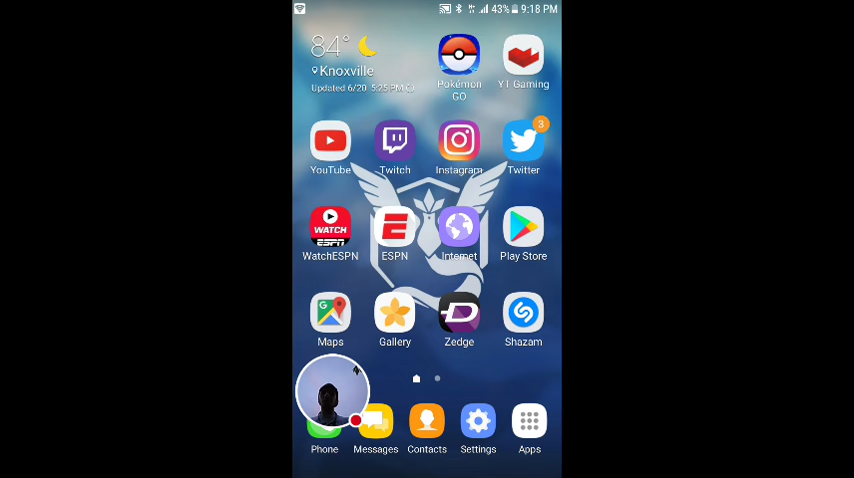 43% 9:18 PM
84°
Knoxville
Updated 6/20 5:25 PM
Pokémon GO
YT Gaming
YouTube
Twitch
Instagram
3
Twitter
WATCH
ESPN
WatchESPN
ESPN
Internet
Play Store
G
Maps
Gallery
Zedge
Shazam
Phone
Messages
Contacts
Settings
Apps